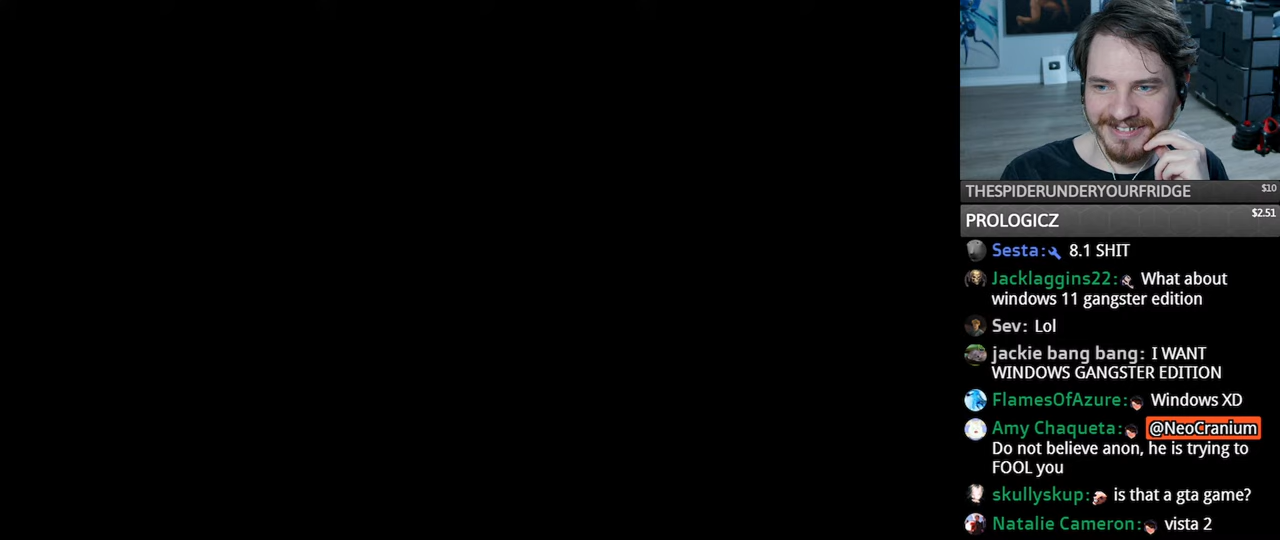 THESPIDERUNDERYOURFRIDGE $10
PROLOGICZ $2.51
Sesta: 8.1 SHIT
Jacklaggins22: What about
windows 11 gangster edition
Sev: Lol
jackie bang bang: I WANT
WINDOWS GANGSTER EDITION
FlamesOfAzure: Windows XD
Amy Chaqueta: @NeoCranium
Do not believe anon, he is trying to
FOOL you
skullyskup: is that a gta game?
Natalie Cameron: vista 2